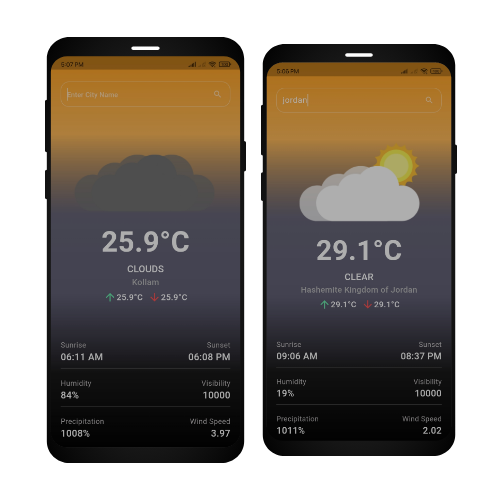 5:07 PM
Enter City Name
25.9°C
CLOUDS
Kollam
25.9°C 25.9°C
Sunrise Sunset
06:11 AM 06:08 PM
Humidity Visibility
84% 10000
Precipitation Wind Speed
1008% 3.97
5:05 PM
jordan
29.1°C
CLEAR
Hashemite Kingdom of Jordan
29.1°C 29.1°C
Sunrise Sunset
09:06 AM 08:37 PM
Humidity Visibility
19% 10000
Precipitation Wind Speed
1011% 2.02